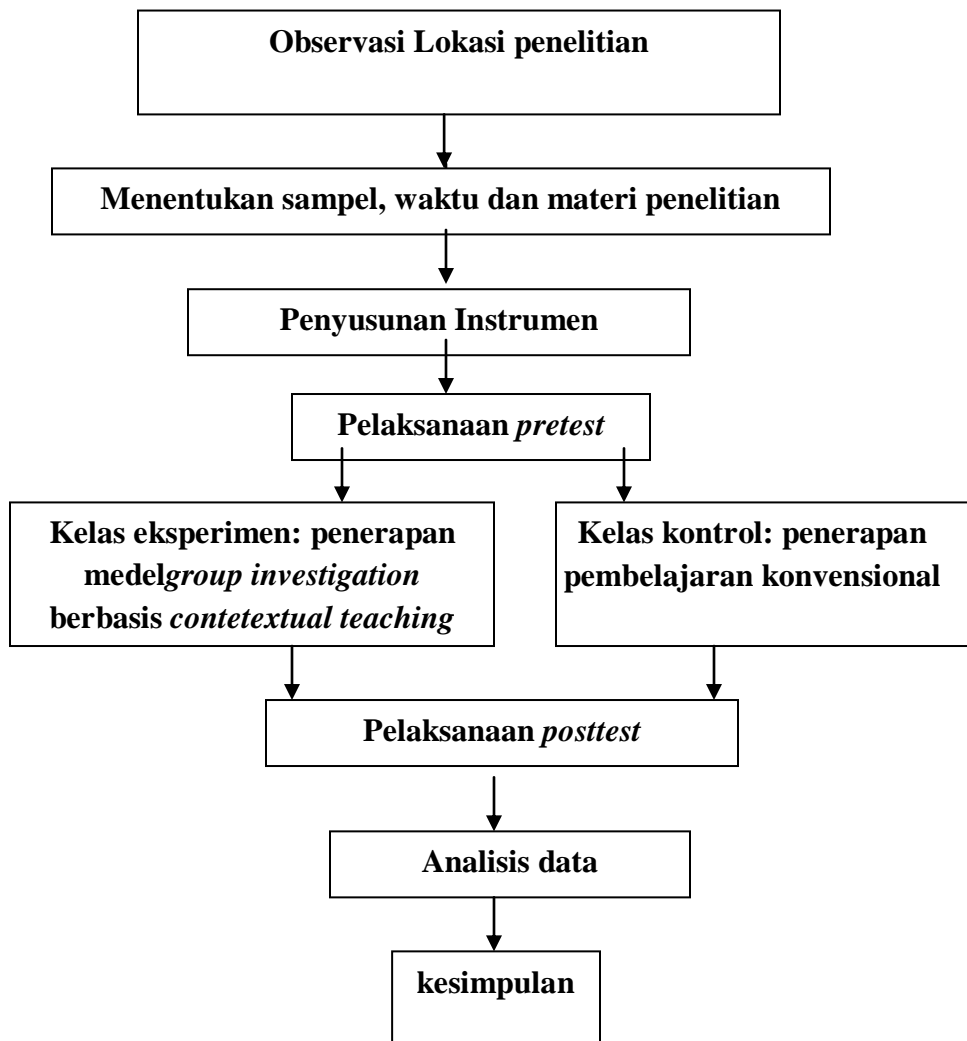 Observasi Lokasi penelitian
Menentukan sampel, waktu dan materi penelitian
Penyusunan Instrumen
Pelaksanaan pretest
Kelas eksperimen: penerapan
medelgroup investigation
berbasis contetextual teaching
Kelas kontrol: penerapan
pembelajaran konvensional
Pelaksanaan posttest
Analisis data
kesimpulan